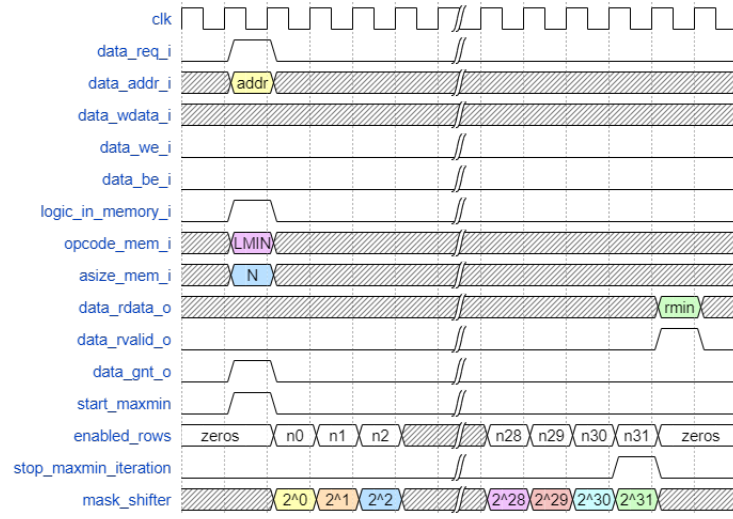 clk
data_req_i
data_addr_i addr
data_wdata_i
data_we_i
data_be_i
logic_in_memory_i
opcode_mem_i LMIN
asize_mem_i N
data_rdata_o rmin
data_rvalid_o
data_gnt_o
start_maxmin
enabled_rows zeros n0 n1 n2 n28 n29 n30 n31 zeros
stop_maxmin_iteration
mask_shifter 2^0 2^1 2^2 2^28 2^29 2^30 2^31